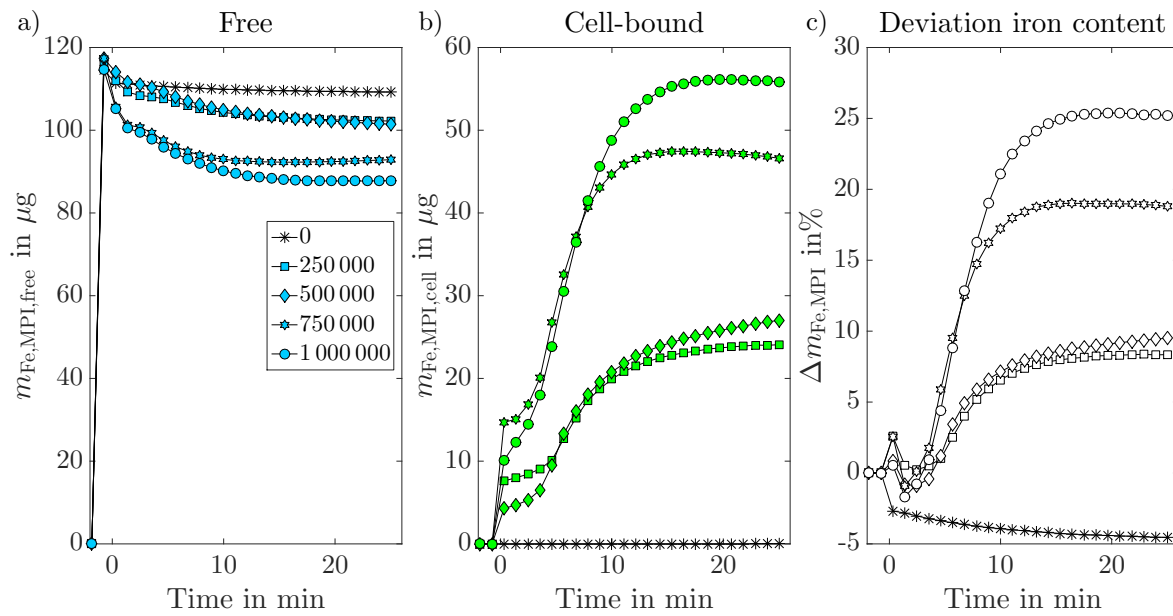 a) Free
120
100
80
60
40
20
0
0 10 20
Time in min
m_Fe,MPI,free in μg
0
250 000
500 000
750 000
1 000 000
b) Cell-bound
60
50
40
30
20
10
0
0 10 20
Time in min
m_Fe,MPI,cell in μg
c) Deviation iron content
30
25
20
15
10
5
0
-5
0 10 20
Time in min
Δm_Fe,MPI in%